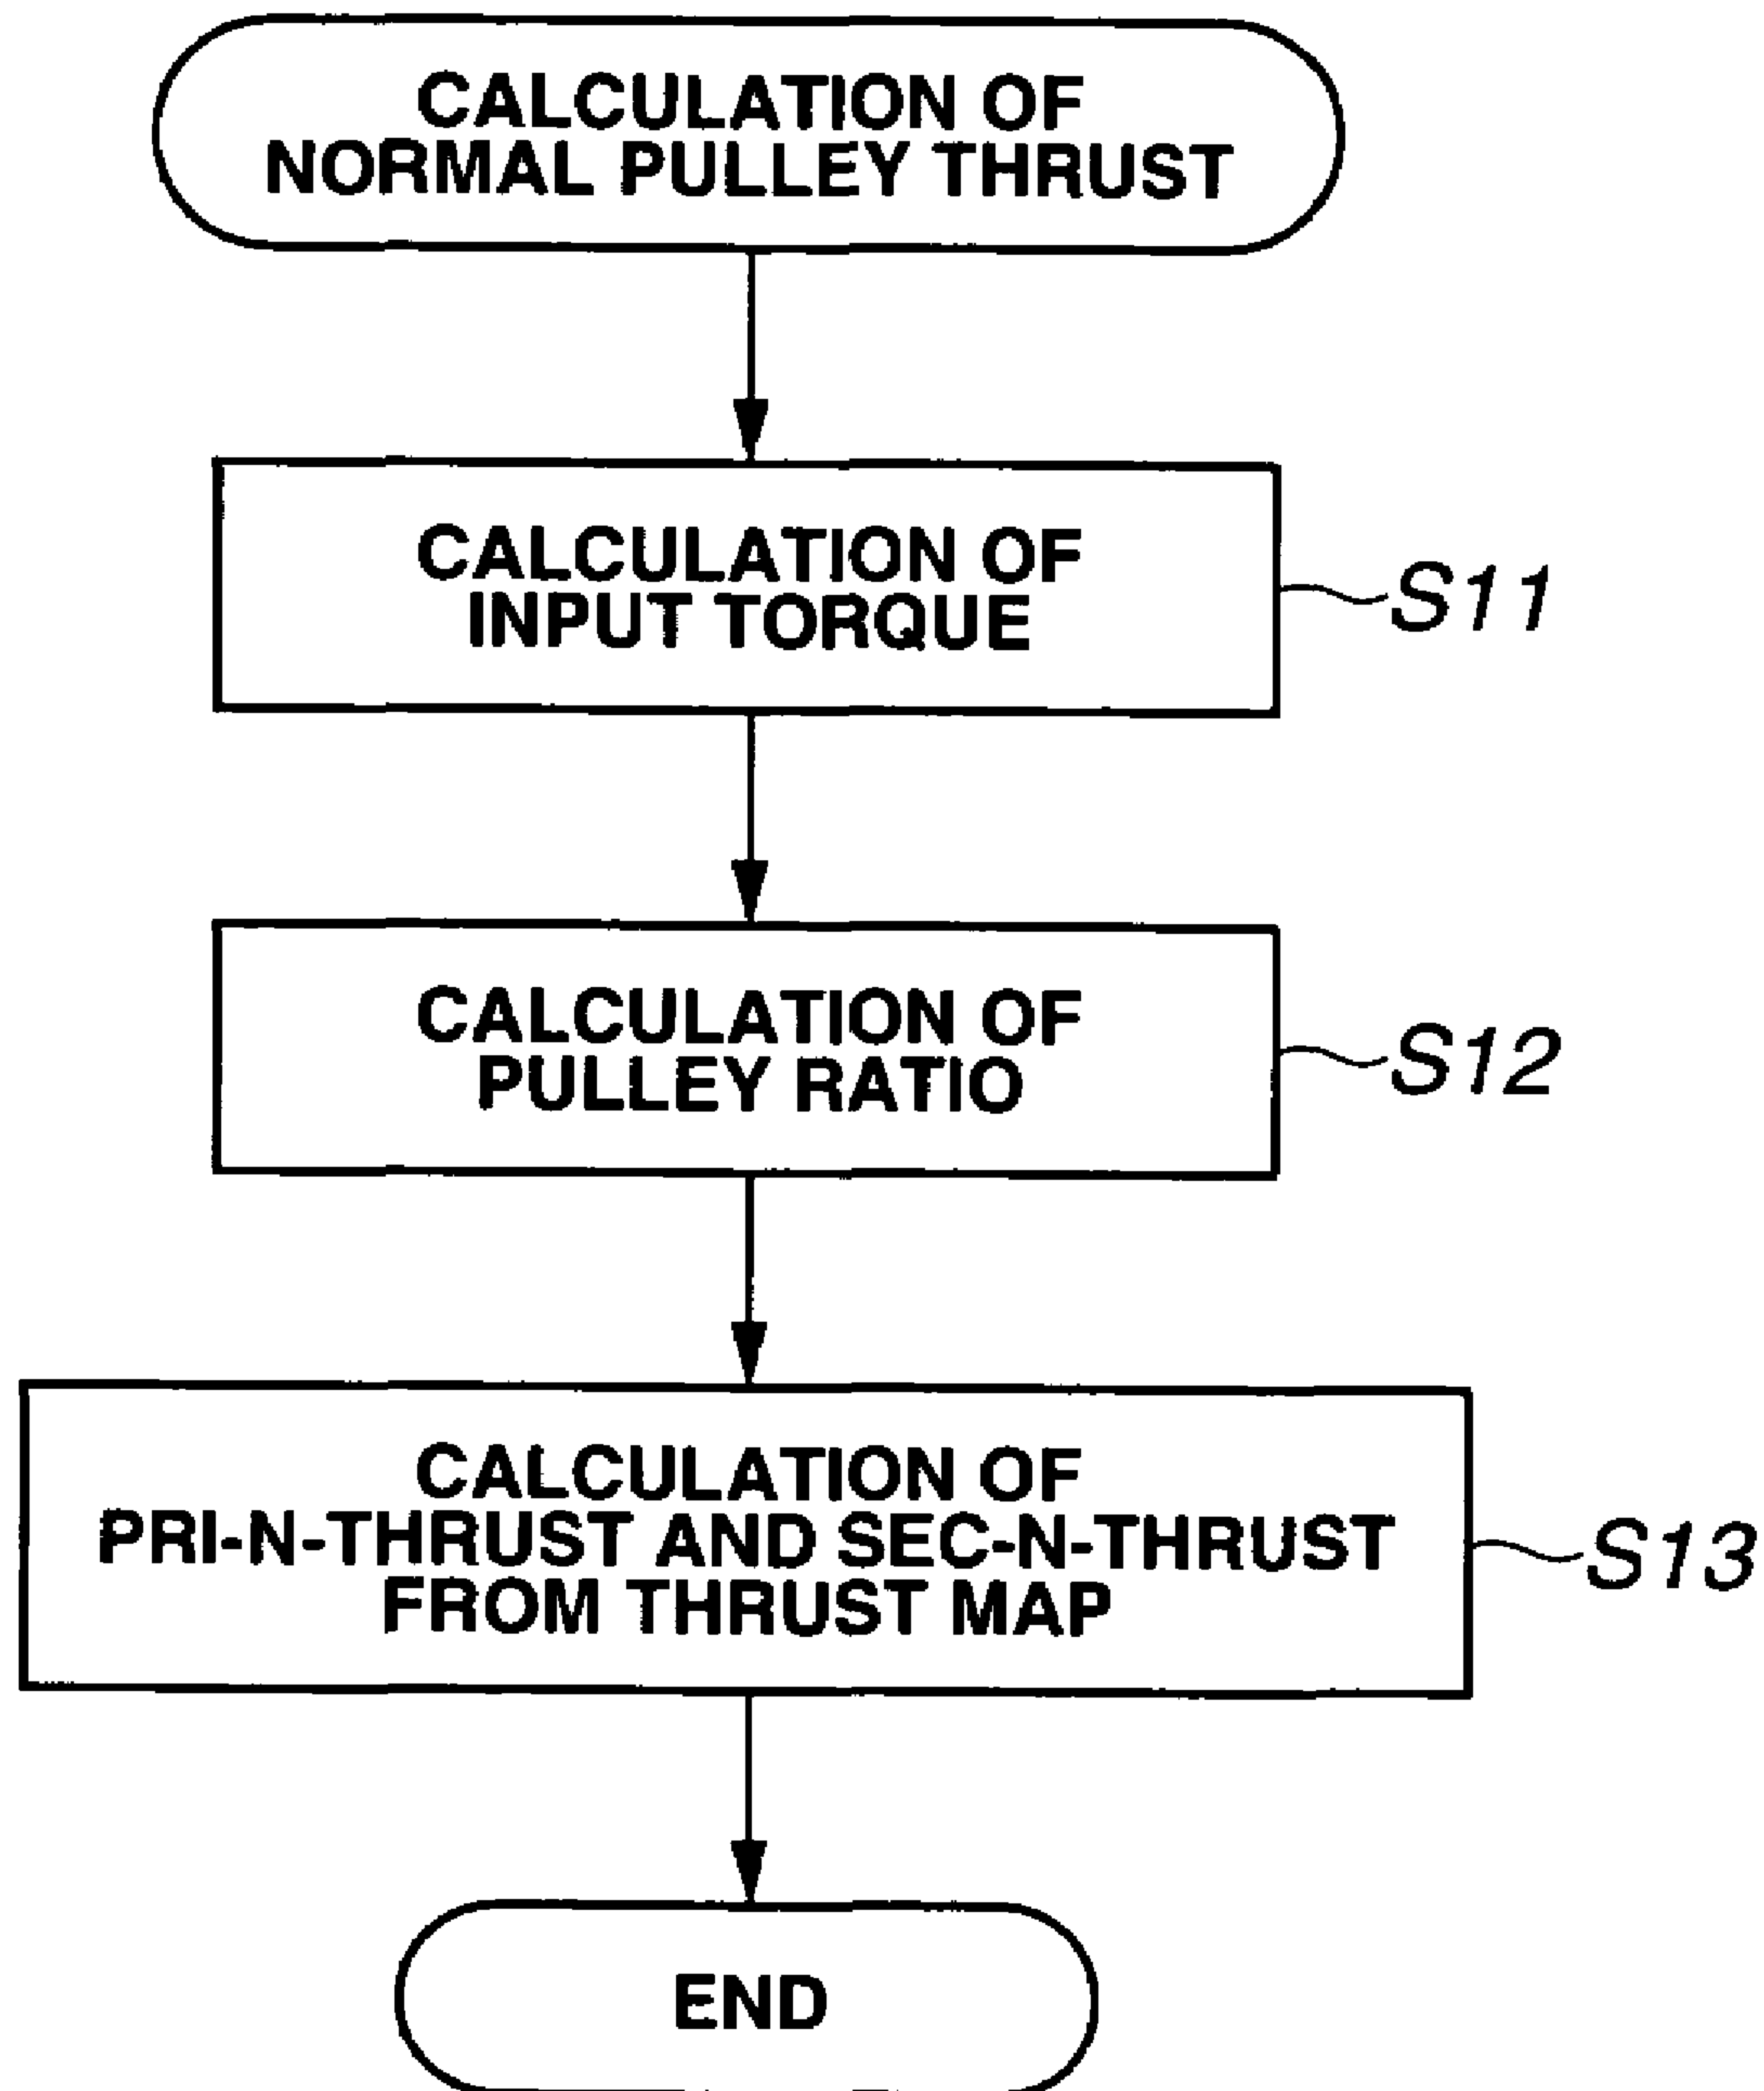 CALCULATION OF
NORMAL PULLEY THRUST
CALCULATION OF
INPUT TORQUE
S11
CALCULATION OF
PULLEY RATIO
S12
CALCULATION OF
PRI-N-THRUST AND SEC-N-THRUST
FROM THRUST MAP
S13
END